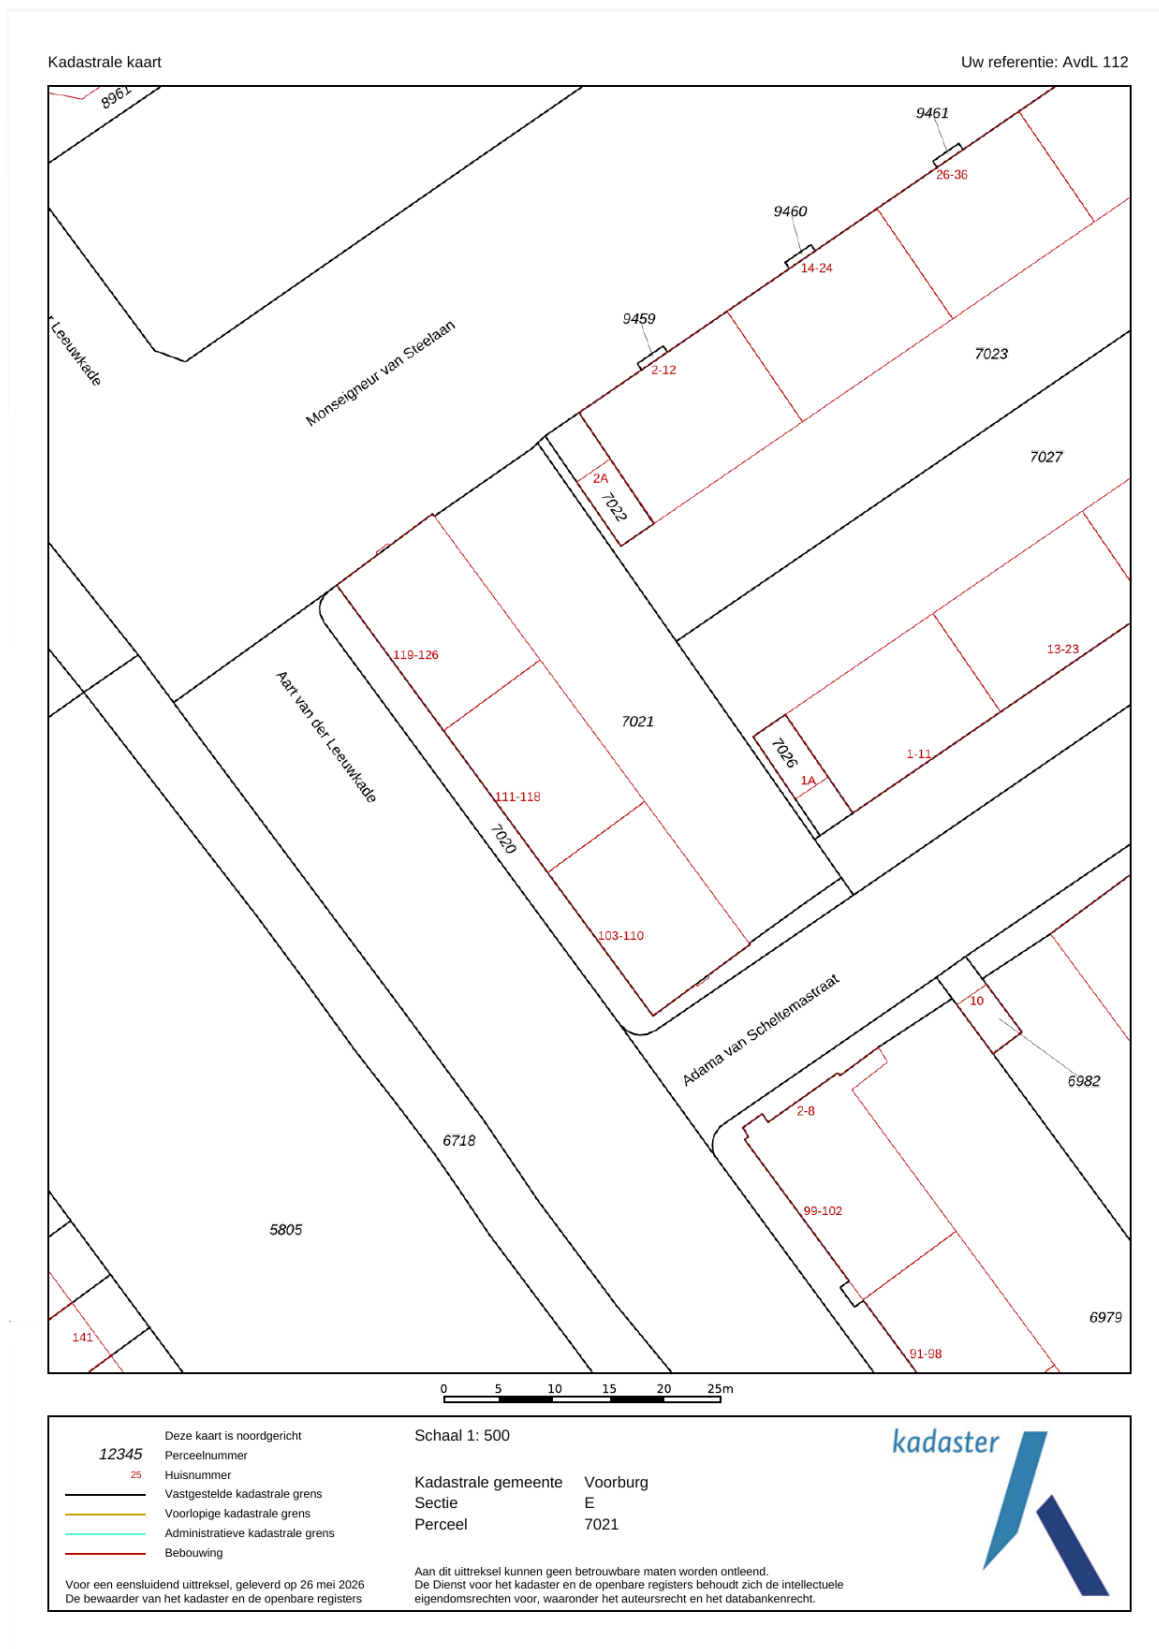 Kadastrale kaart
Uw referentie: AvdL 112
8961
9461
26-36
9460
14-24
9459
2-12
r Leeuwkade
Monseigneur van Steelaan
7023
7027
2A
7022
119-126
13-23
Aart van der Leeuwkade
7021
7026
1A
1-11
111-118
7020
103-110
Adama van Scheltemastraat
10
6982
2-8
6718
99-102
5805
6979
141
91-98
0 5 10 15 20 25m
Deze kaart is noordgericht
12345 Perceelnummer
25 Huisnummer
Vastgestelde kadastrale grens
Voorlopige kadastrale grens
Administratieve kadastrale grens
Bebouwing
Voor een eensluidend uittreksel, geleverd op 26 mei 2026
De bewaarder van het kadaster en de openbare registers
Schaal 1: 500
Kadastrale gemeente Voorburg
Sectie E
Perceel 7021
Aan dit uittreksel kunnen geen betrouwbare maten worden ontleend.
De Dienst voor het kadaster en de openbare registers behoudt zich de intellectuele
eigendomsrechten voor, waaronder het auteursrecht en het databankenrecht.
kadaster